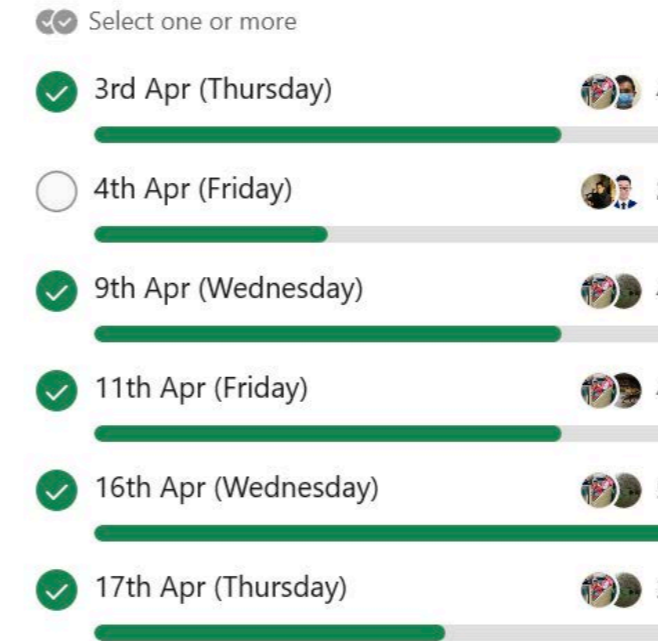 Select one or more
3rd Apr (Thursday)
4th Apr (Friday)
9th Apr (Wednesday)
11th Apr (Friday)
16th Apr (Wednesday)
17th Apr (Thursday)